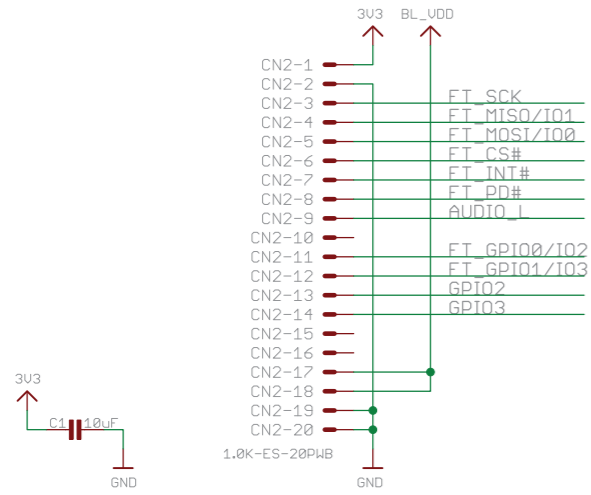 3V3 BL_VDD
CN2-1
CN2-2
CN2-3 FT_SCK
CN2-4 FT_MISO/IO1
CN2-5 FT_MOSI/IO0
CN2-6 FT_CS#
CN2-7 FT_INT#
CN2-8 FT_PD#
CN2-9 AUDIO_L
CN2-10
CN2-11 FT_GPIO0/IO2
CN2-12 FT_GPIO1/IO3
CN2-13 GPIO2
CN2-14 GPIO3
CN2-15
CN2-16
CN2-17
CN2-18
CN2-19
CN2-20
1.0K-ES-20PWB
GND
3V3
C1 10uF
GND